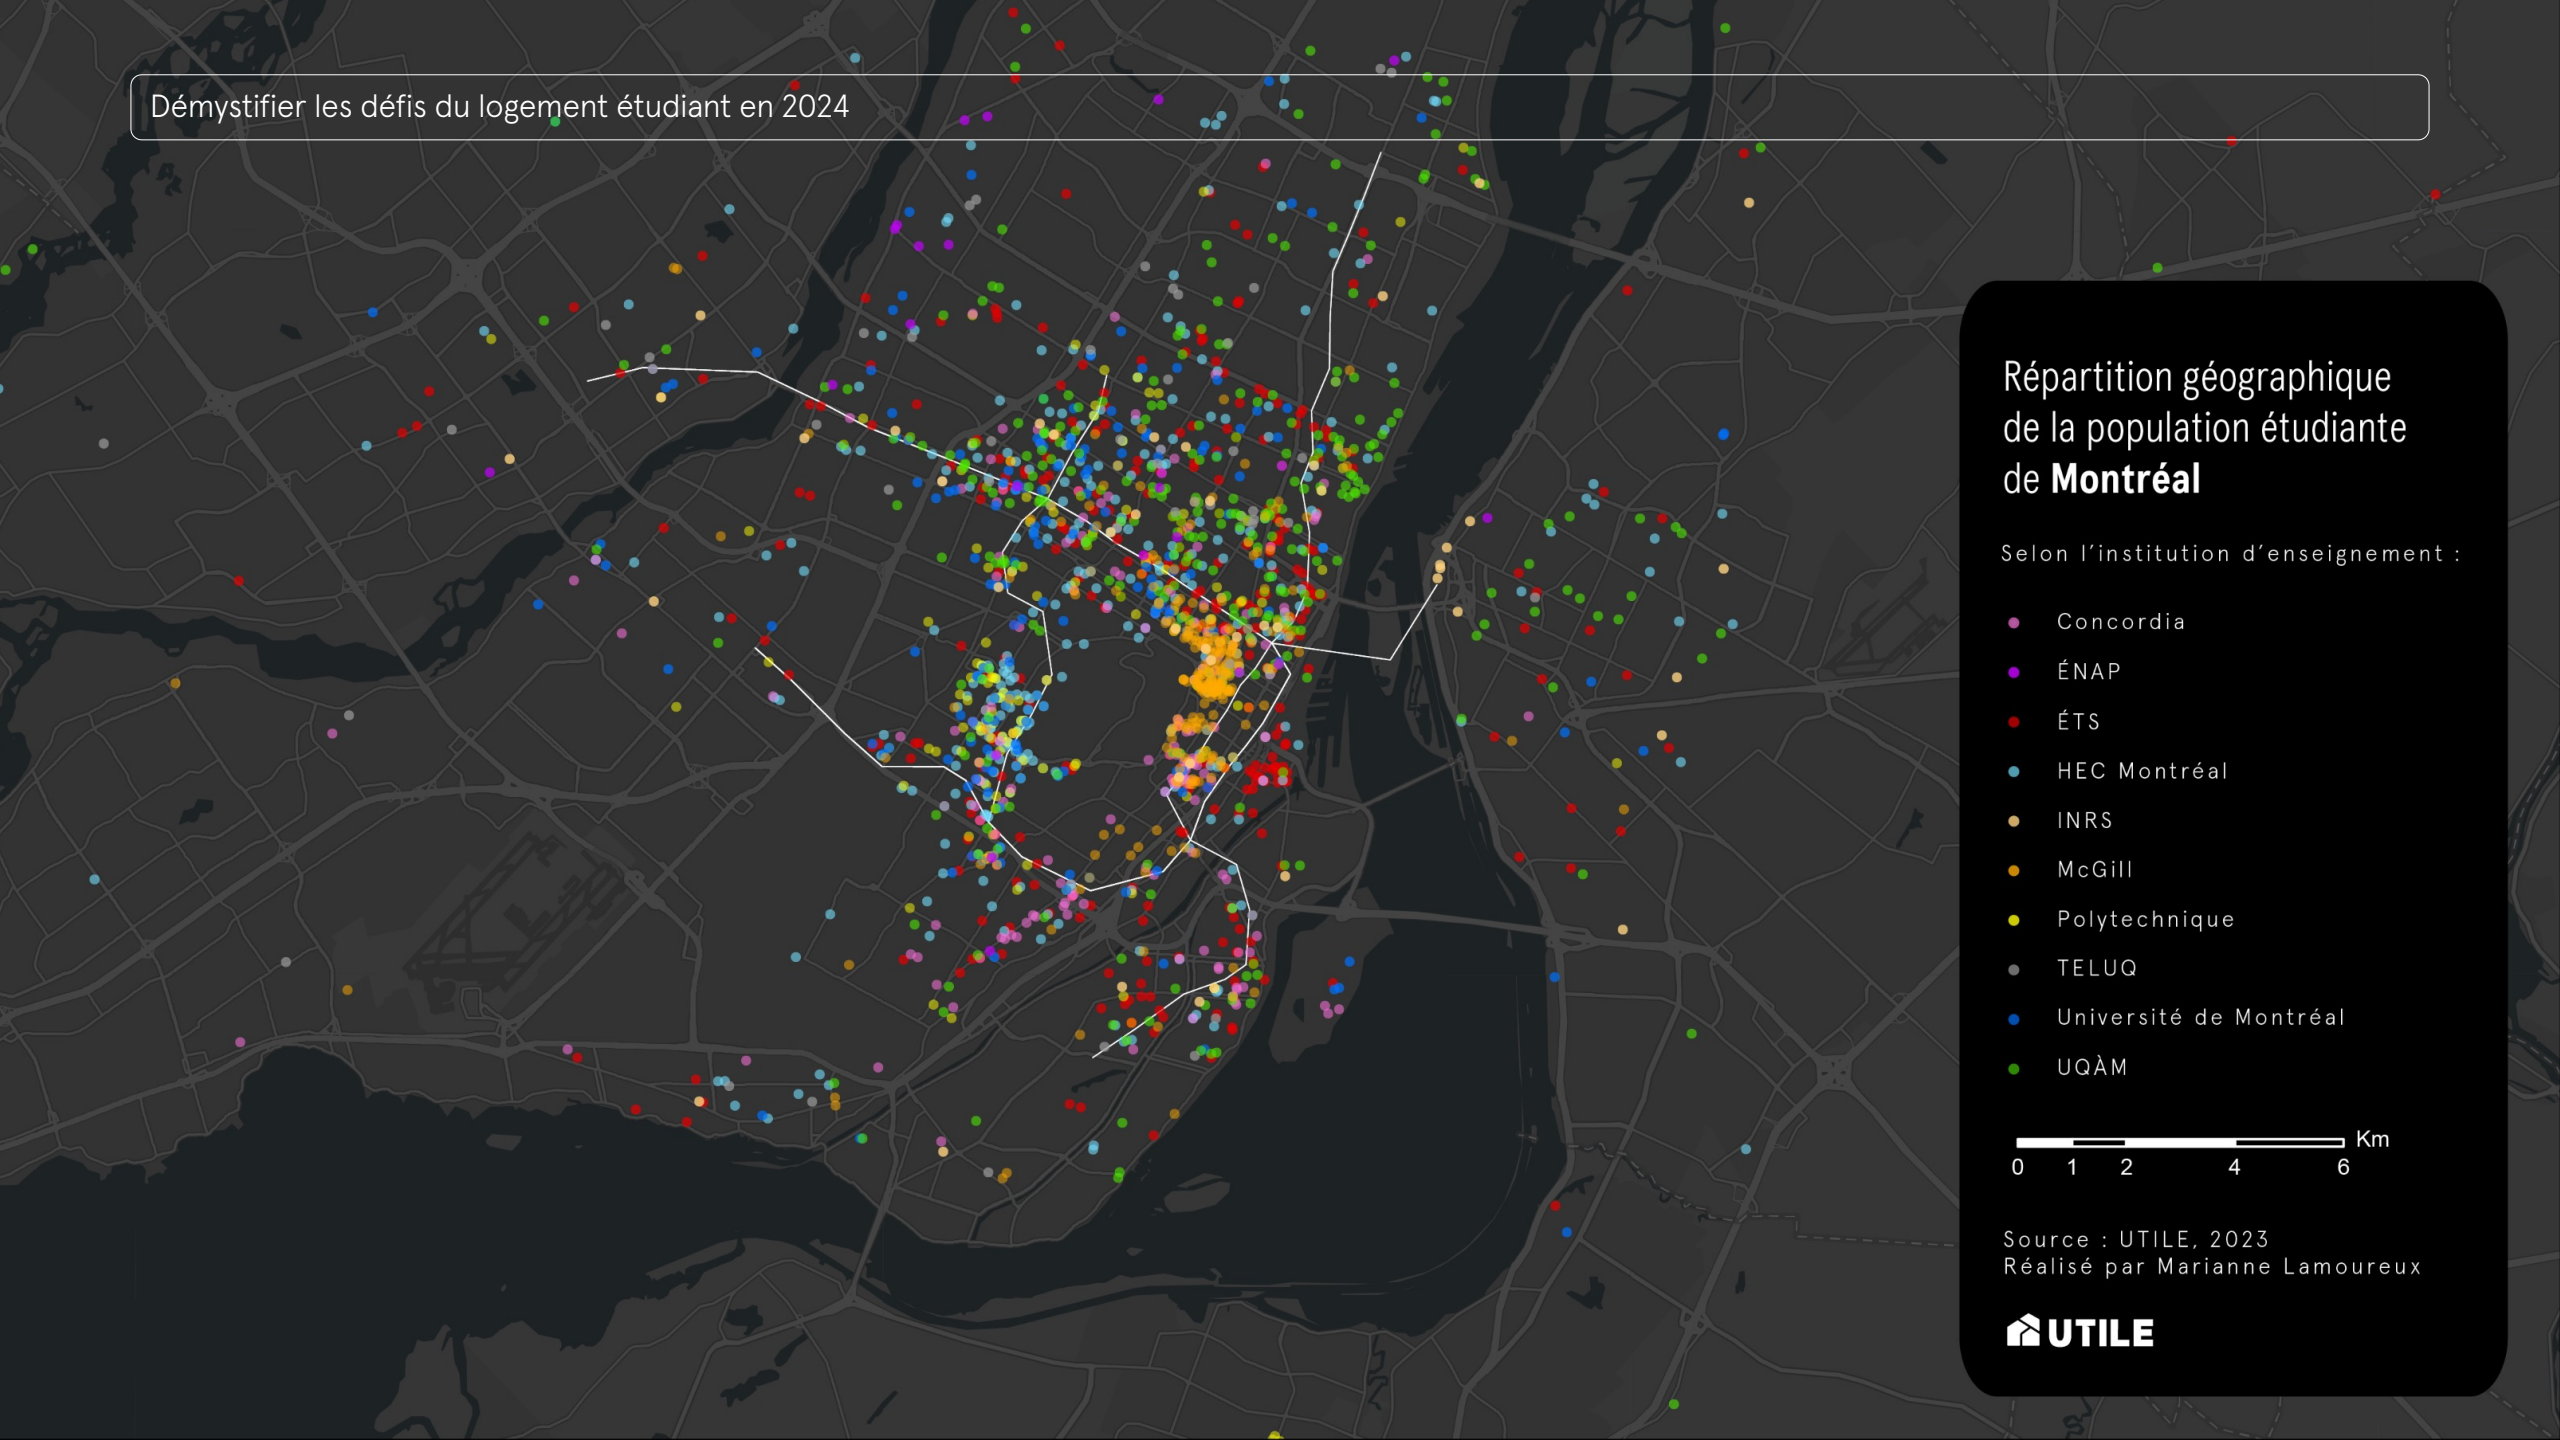 Démystifier les défis du logement étudiant en 2024
Répartition géographique
de la population étudiante
de Montréal
Selon l'institution d'enseignement :
Concordia
ÉNAP
ÉTS
HEC Montréal
INRS
McGill
Polytechnique
TELUQ
Université de Montréal
UQÀM
Km
0 1 2 4 6
Source : UTILE, 2023
Réalisé par Marianne Lamoureux
UTILE